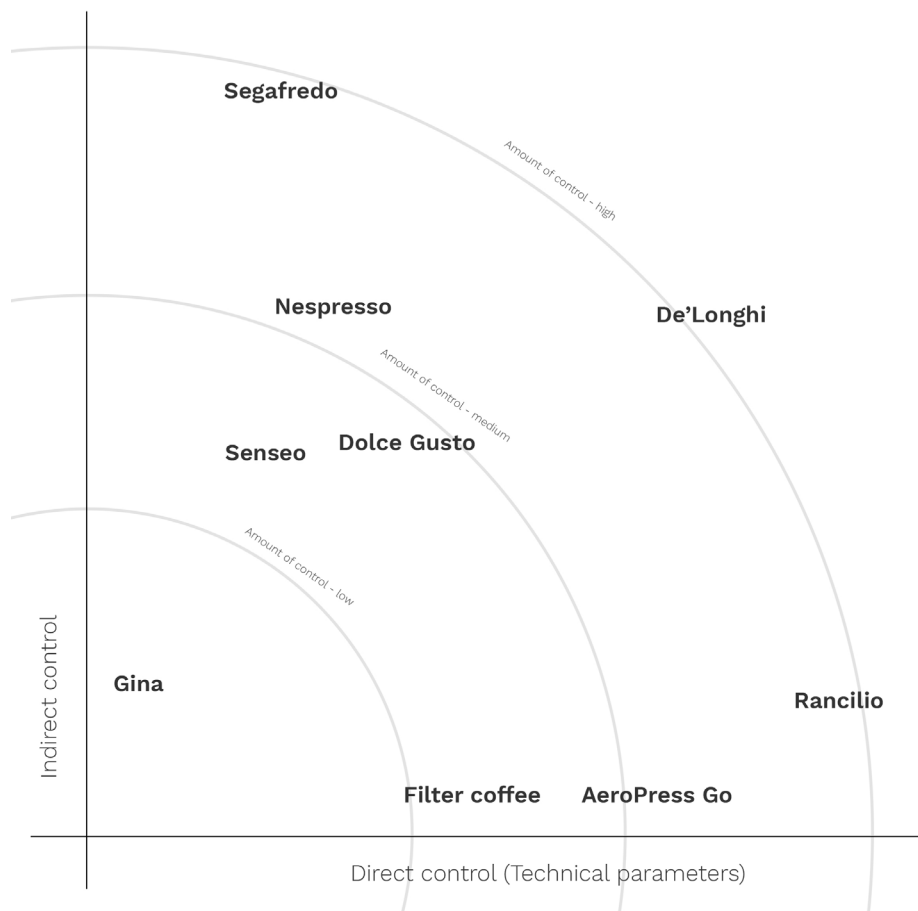 Segafredo
Amount of control - high
Nespresso
De’Longhi
Amount of control - medium
Dolce Gusto
Senseo
Amount of control - low
Indirect control
Gina
Rancilio
Filter coffee
AeroPress Go
Direct control (Technical parameters)